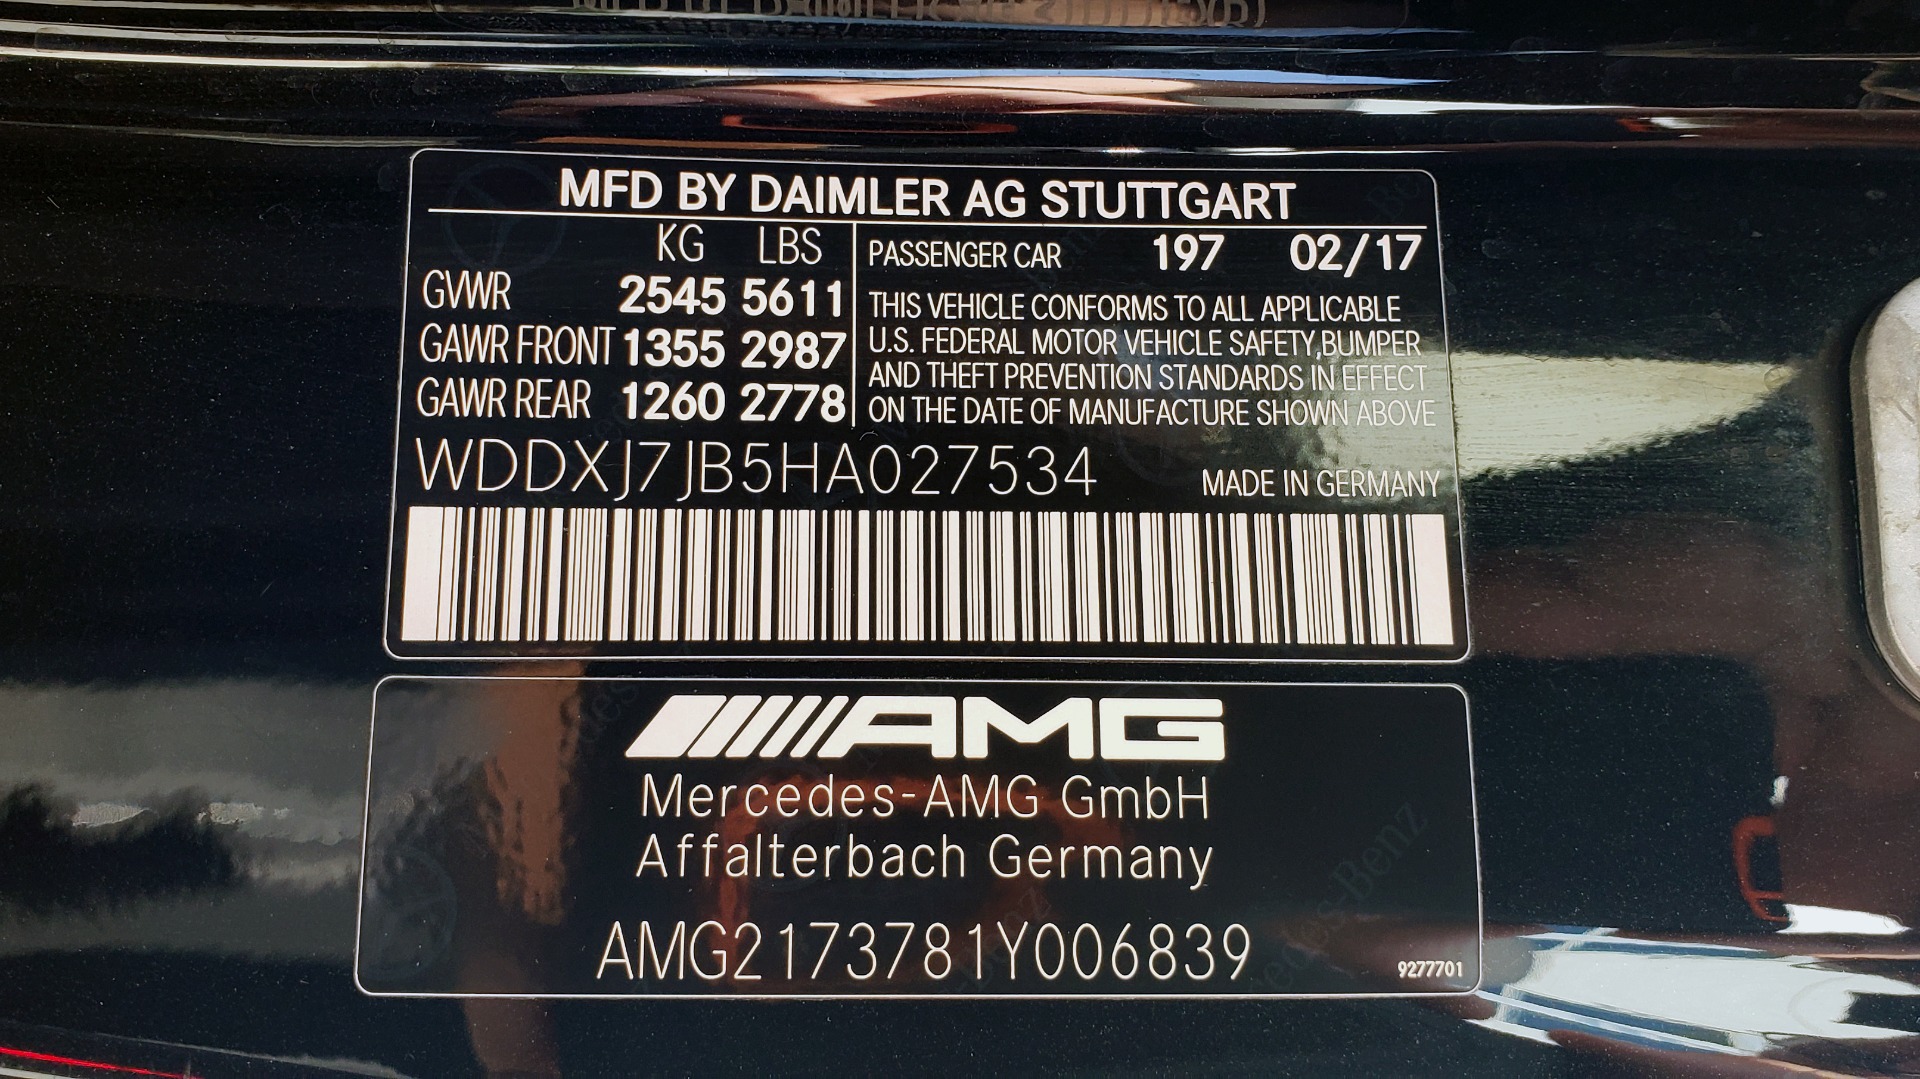 MFD BY DAIMLER AG STUTTGART
KG LBS
GVWR 2545 5611
GAWR FRONT 1355 2987
GAWR REAR 1260 2778
PASSENGER CAR 197 02/17
THIS VEHICLE CONFORMS TO ALL APPLICABLE
U.S. FEDERAL MOTOR VEHICLE SAFETY,BUMPER
AND THEFT PREVENTION STANDARDS IN EFFECT
ON THE DATE OF MANUFACTURE SHOWN ABOVE
WDDXJ7JB5HA027534
MADE IN GERMANY
AMG
Mercedes-AMG GmbH
Affalterbach Germany
AMG2173781Y006839
9277701